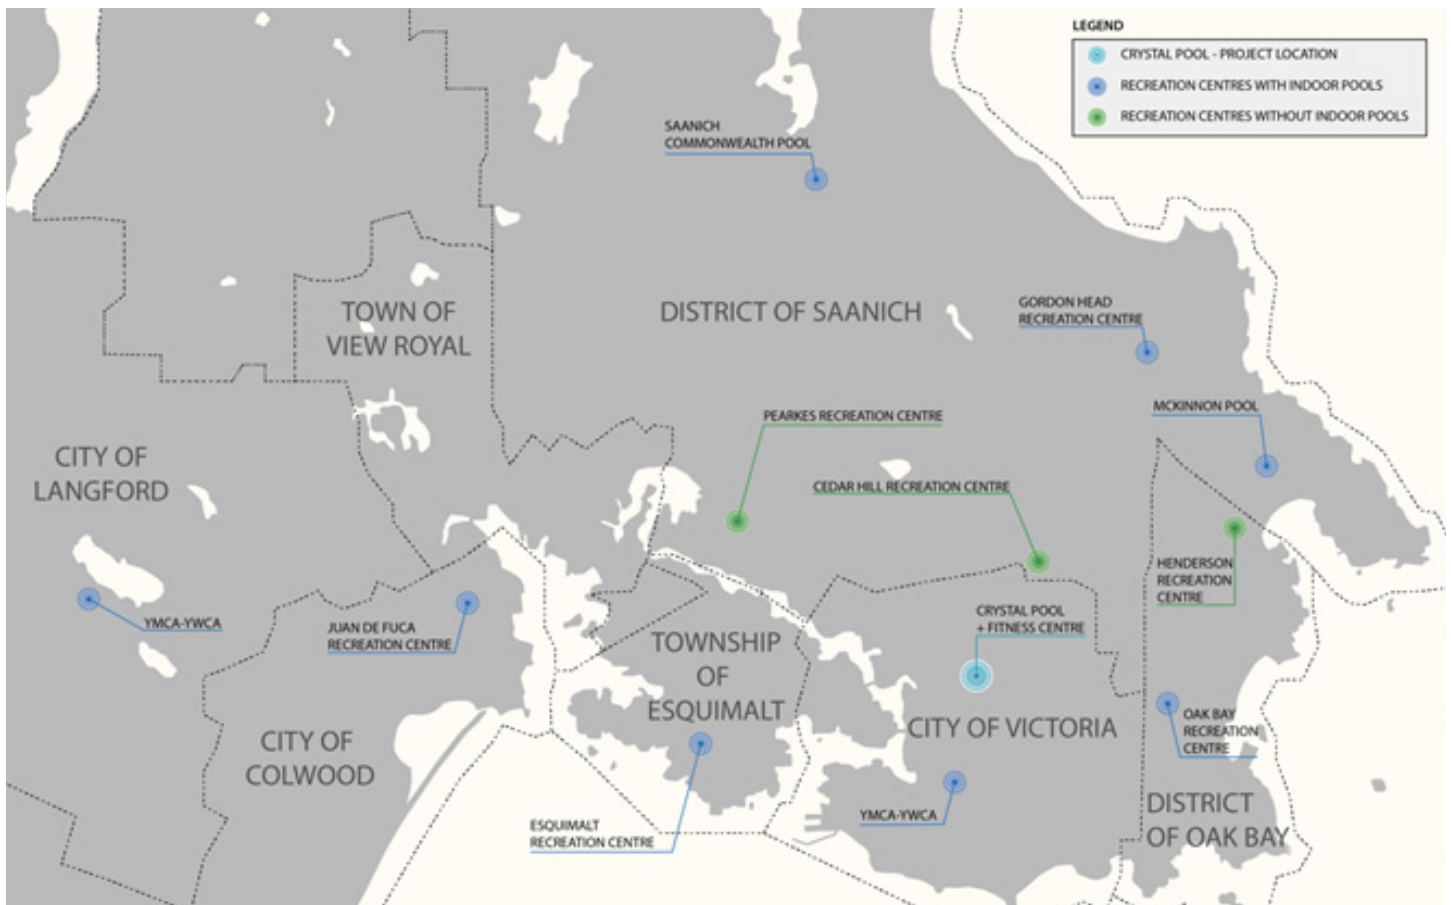 LEGEND
CRYSTAL POOL - PROJECT LOCATION
RECREATION CENTRES WITH INDOOR POOLS
RECREATION CENTRES WITHOUT INDOOR POOLS
SAANICH
COMMONWEALTH POOL
TOWN OF
VIEW ROYAL
DISTRICT OF SAANICH
GORDON HEAD
RECREATION CENTRE
MCKINNON POOL
PEARKES RECREATION CENTRE
CITY OF
LANGFORD
CEDAR HILL RECREATION CENTRE
HENDERSON
RECREATION
CENTRE
YMCA-YWCA
JUAN DE FUCA
RECREATION CENTRE
TOWNSHIP
OF
ESQUIMALT
CRYSTAL POOL
+ FITNESS CENTRE
CITY OF VICTORIA
OAK BAY
RECREATION
CENTRE
CITY OF
COLWOOD
ESQUIMALT
RECREATION CENTRE
YMCA-YWCA
DISTRICT
OF OAK BAY